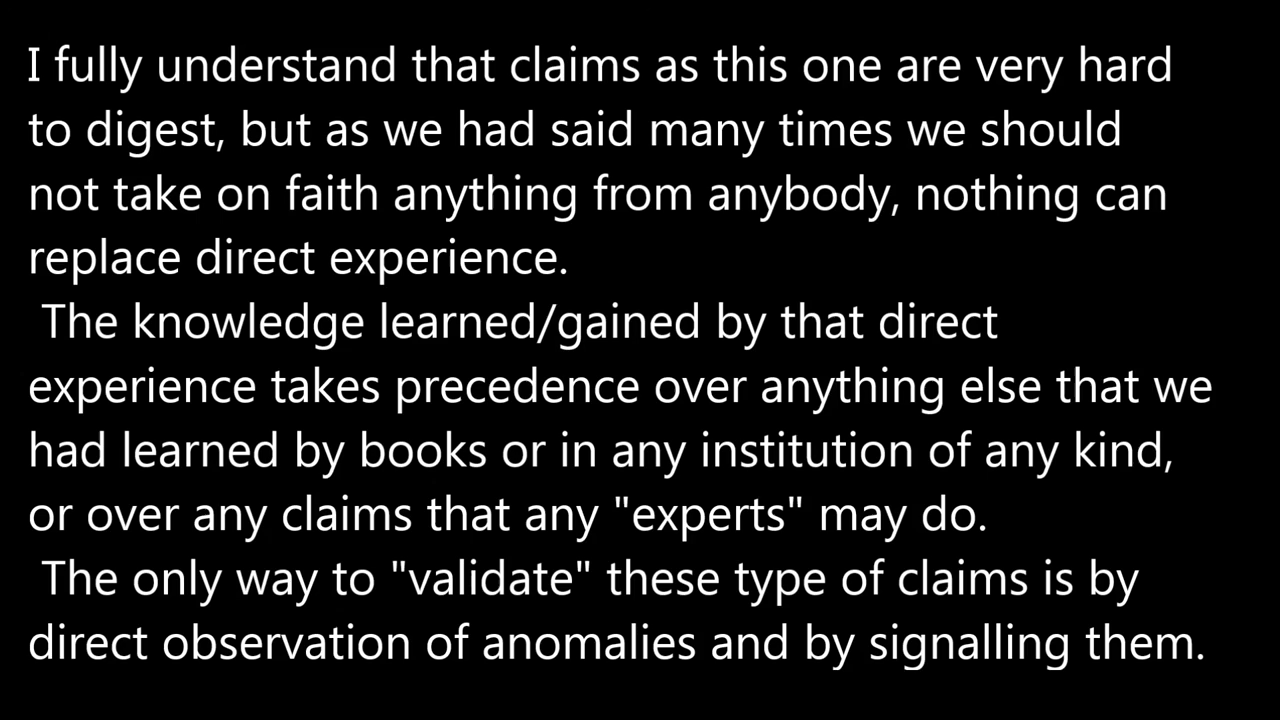 I fully understand that claims as this one are very hard
to digest, but as we had said many times we should
not take on faith anything from anybody, nothing can
replace direct experience.
The knowledge learned/gained by that direct
experience takes precedence over anything else that we
had learned by books or in any institution of any kind,
or over any claims that any "experts" may do.
The only way to "validate" these type of claims is by
direct observation of anomalies and by signalling them.